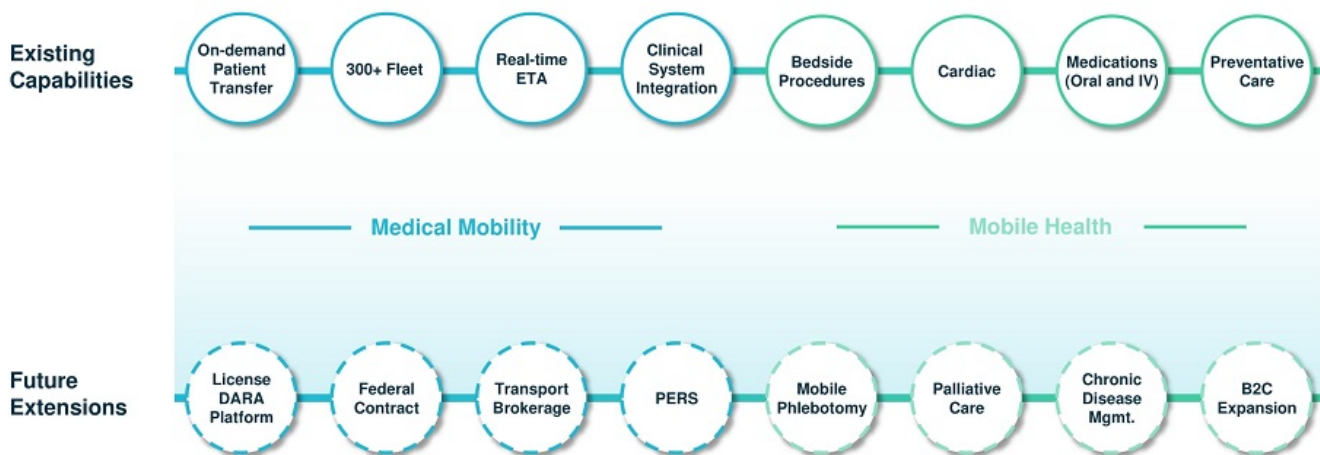 Existing
Capabilities
On-demand
Patient
Transfer
300+ Fleet
Real-time
ETA
Clinical
System
Integration
Bedside
Procedures
Cardiac
Medications
(Oral and IV)
Preventative
Care
Medical Mobility
Mobile Health
Future
Extensions
License
DARA
Platform
Federal
Contract
Transport
Brokerage
PERS
Mobile
Phlebotomy
Palliative
Care
Chronic
Disease
Mgmt.
B2C
Expansion